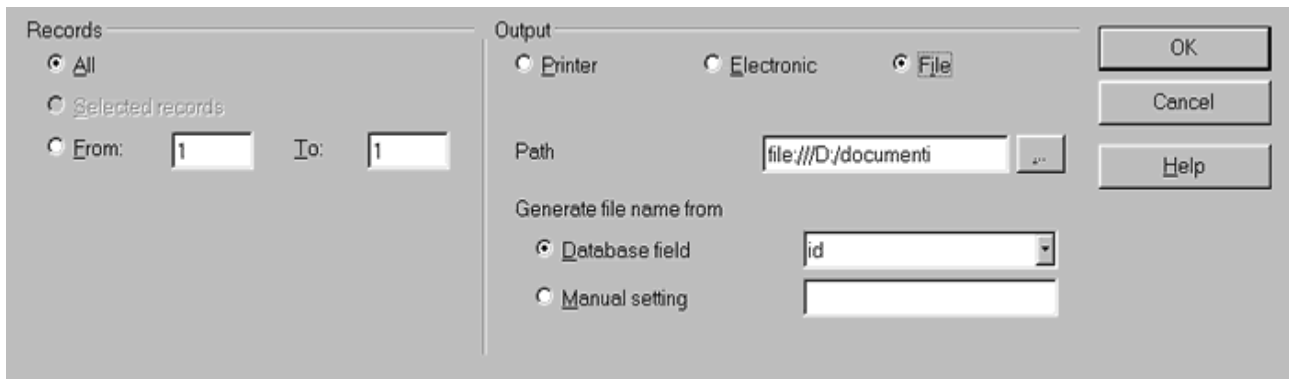 Records
All
Selected records
From: 1 To: 1
Output
Printer Electronic File
Path file:///D:/documenti ...
Generate file name from
Database field id
Manual setting
OK
Cancel
Help